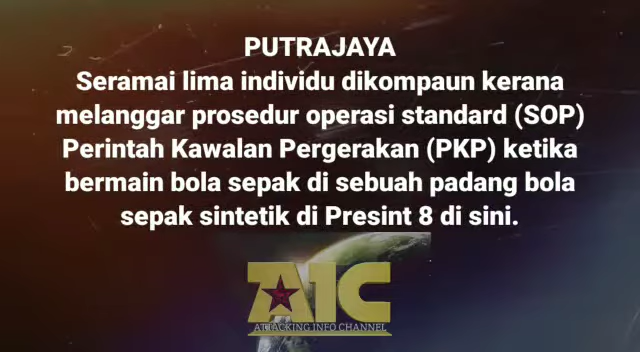 PUTRAJAYA
Seramai lima individu dikompaun kerana
melanggar prosedur operasi standard (SOP)
Perintah Kawalan Pergerakan (PKP) ketika
bermain bola sepak di sebuah padang bola
sepak sintetik di Presint 8 di sini.
AIC
ATTACKING INFO CHANNEL